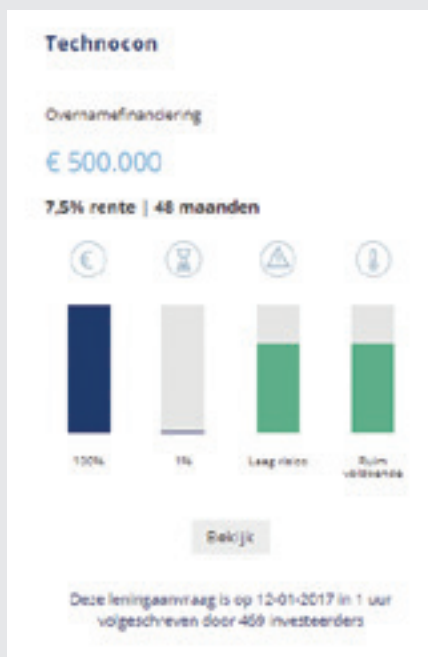 Technocon
Overnamefinanciering
€ 500.000
7,5% rente | 48 maanden
€
100%
1%
Laag risico
Ruim
voldoende
Bekijk
Deze leningaanvraag is op 12-01-2017 in 1 uur
volgeschreven door 469 investeerders